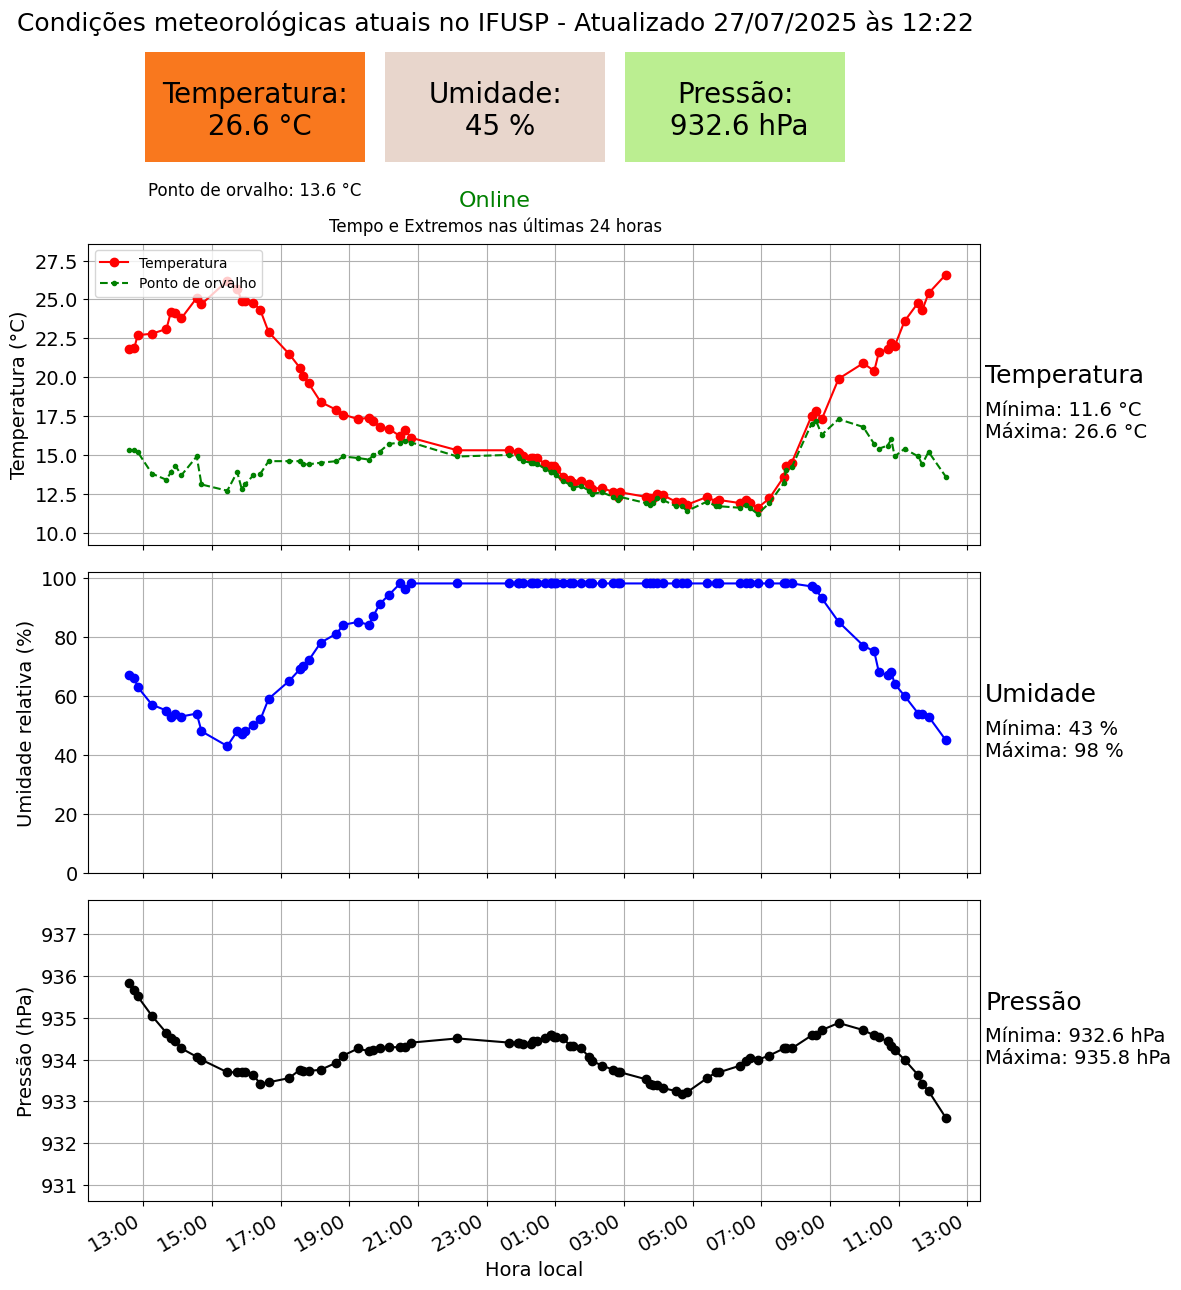 Condições meteorológicas atuais no IFUSP - Atualizado 27/07/2025 às 12:22
Temperatura:
26.6 °C
Umidade:
45 %
Pressão:
932.6 hPa
Ponto de orvalho: 13.6 °C
Online
Tempo e Extremos nas últimas 24 horas
Temperatura (°C)
27.5
25.0
22.5
20.0
17.5
15.0
12.5
10.0
Temperatura
Ponto de orvalho
Temperatura
Mínima: 11.6 °C
Máxima: 26.6 °C
Umidade relativa (%)
100
80
60
40
20
0
Umidade
Mínima: 43 %
Máxima: 98 %
Pressão (hPa)
937
936
935
934
933
932
931
Pressão
Mínima: 932.6 hPa
Máxima: 935.8 hPa
13:00 15:00 17:00 19:00 21:00 23:00 01:00 03:00 05:00 07:00 09:00 11:00 13:00
Hora local